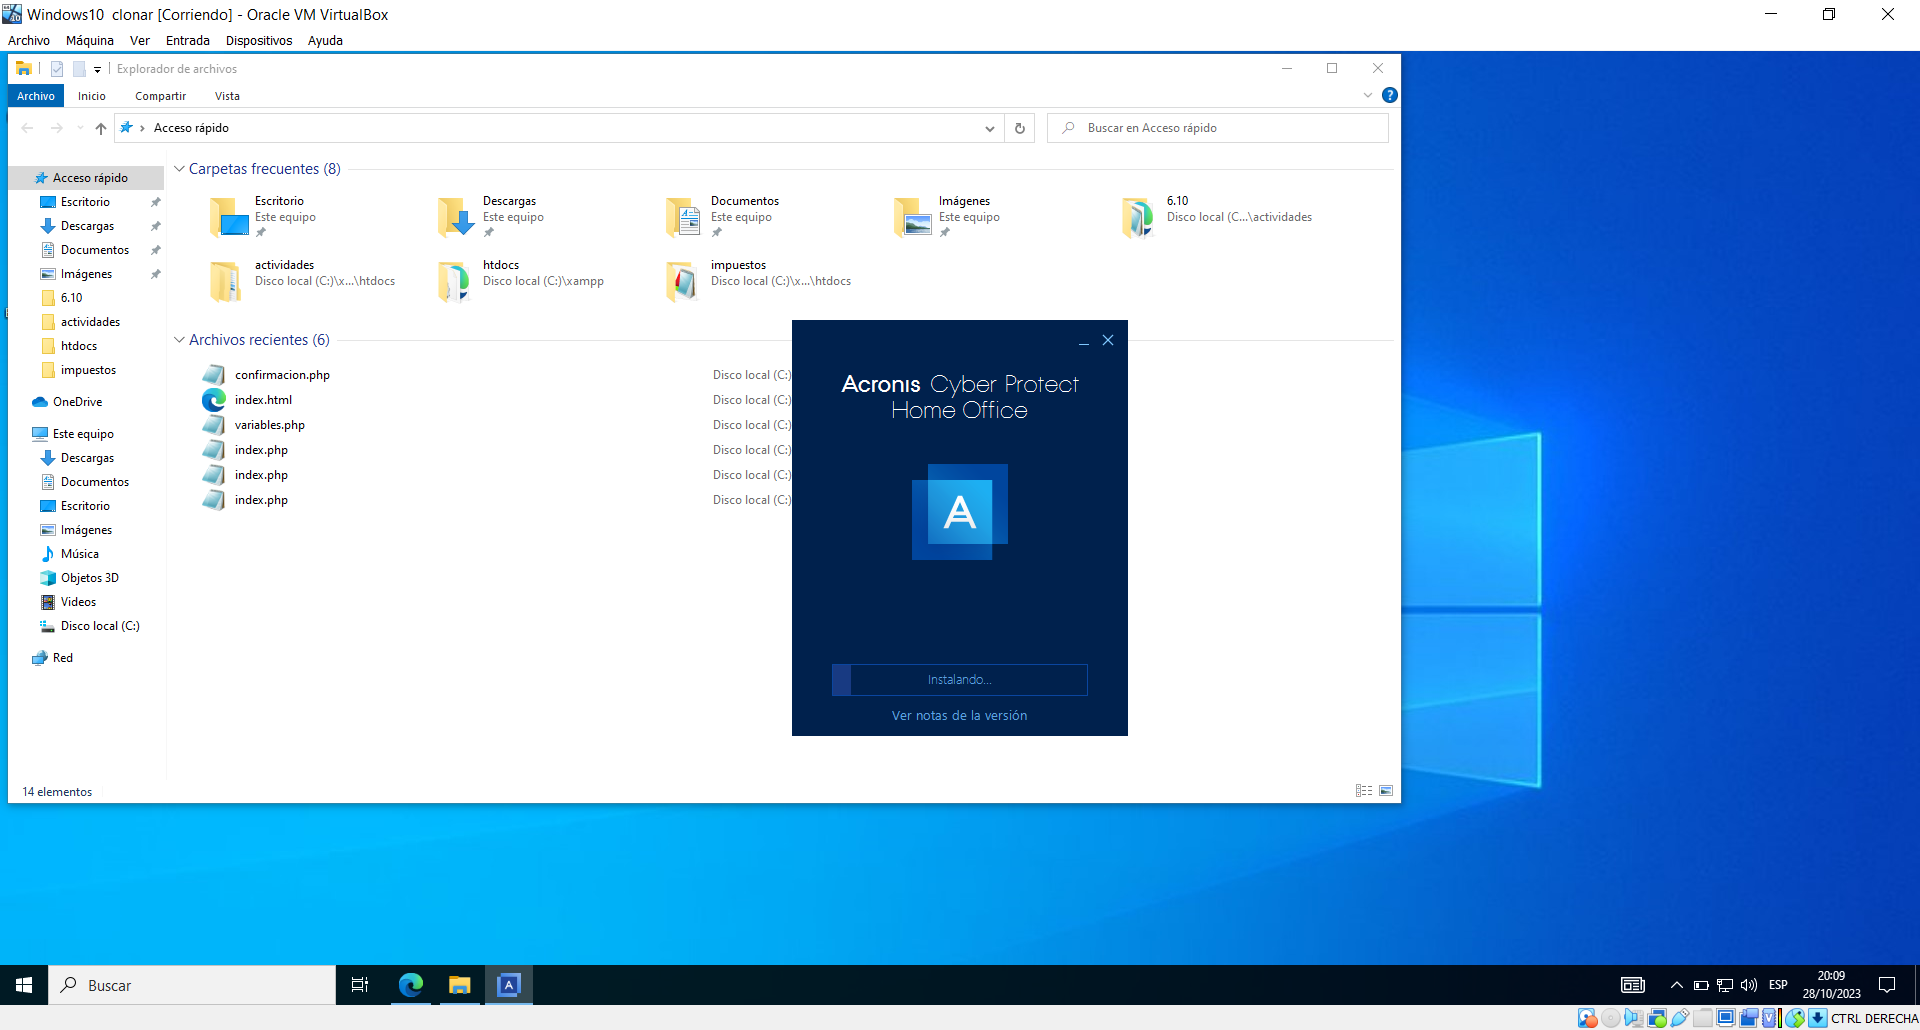 Windows10 clonar [Corriendo] - Oracle VM VirtualBox
Archivo Máquina Ver Entrada Dispositivos Ayuda
Explorador de archivos
Archivo Inicio Compartir Vista
Acceso rápido
Buscar en Acceso rápido
Acceso rápido
Escritorio
Descargas
Documentos
Imágenes
6.10
actividades
htdocs
impuestos
OneDrive
Este equipo
Descargas
Documentos
Escritorio
Imágenes
Música
Objetos 3D
Videos
Disco local (C:)
Red
Carpetas frecuentes (8)
Escritorio
Este equipo
Descargas
Este equipo
Documentos
Este equipo
Imágenes
Este equipo
6.10
Disco local (C...\actividades
actividades
Disco local (C:)\x...\htdocs
htdocs
Disco local (C:)\xampp
impuestos
Disco local (C:)\x...\htdocs
Archivos recientes (6)
confirmacion.php Disco local (C:)
index.html Disco local (C:)
variables.php Disco local (C:)
index.php Disco local (C:)
index.php Disco local (C:)
index.php Disco local (C:)
Acronis Cyber Protect
Home Office
A
Instalando...
Ver notas de la versión
14 elementos
Buscar
A
ESP
20:09
28/10/2023
CTRL DERECHA